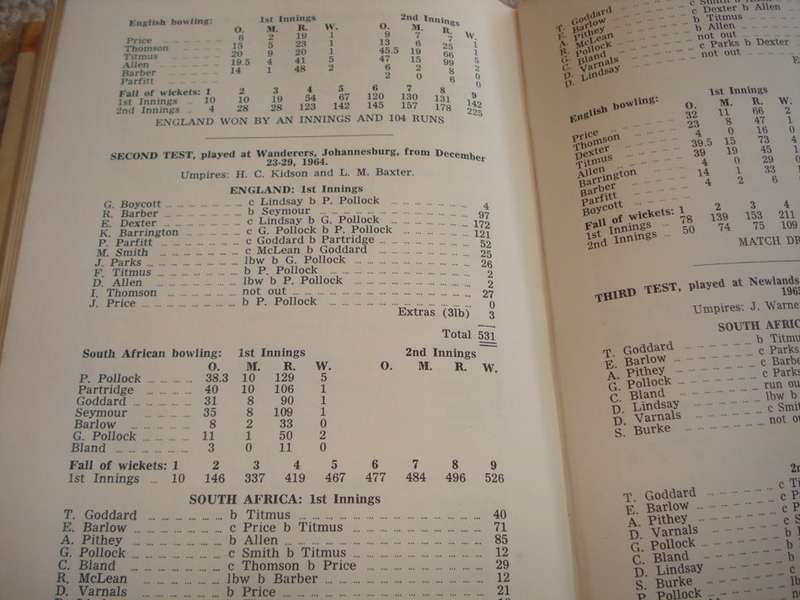 English bowling: 1st Innings 2nd Innings
O. M. R. W. O. M. R. W.
Price 6 2 19 1 9 7 7 1
Thomson 15 5 23 1 13 6 25 1
Titmus 20 9 20 1 45.5 19 66 5
Allen 19.5 4 41 5 47 15 99 5
Barber 14 1 48 2 6 2 8 0
Parfitt 2 0 6 0
Fall of wickets: 1 2 3 4 5 6 7 8 9
1st Innings 10 10 19 54 67 120 130 131 142
2nd Innings 4 28 28 123 142 145 157 178 225
ENGLAND WON BY AN INNINGS AND 104 RUNS
SECOND TEST, played at Wanderers, Johannesburg, from December
23-29, 1964.
Umpires: H. C. Kidson and L. M. Baxter.
ENGLAND: 1st Innings
G. Boycott c Lindsay b P. Pollock 4
R. Barber b Seymour 97
E. Dexter c Lindsay b G. Pollock 172
K. Barrington c G. Pollock b P. Pollock 121
P. Parfitt c Goddard b Partridge 52
M. Smith c McLean b Goddard 25
J. Parks lbw b G. Pollock 26
F. Titmus b P. Pollock 2
D. Allen lbw b P. Pollock 2
I. Thomson not out 27
J. Price b P. Pollock 0
Extras (3lb) 3
Total 531
South African bowling: 1st Innings 2nd Innings
O. M. R. W. O. M. R. W.
P. Pollock 38.3 10 129 5
Partridge 40 10 106 1
Goddard 31 8 90 1
Seymour 35 8 109 1
Barlow 8 2 33 0
G. Pollock 11 1 50 2
Bland 3 0 11 0
Fall of wickets: 1 2 3 4 5 6 7 8 9
1st Innings 10 146 337 419 467 477 484 496 526
SOUTH AFRICA: 1st Innings
T. Goddard b Titmus 40
E. Barlow c Price b Titmus 71
A. Pithey b Allen 85
G. Pollock c Smith b Titmus 12
C. Bland c Thomson b Price 29
R. McLean lbw b Barber 12
D. Varnals b Price 21
T. Goddard
E. Barlow c Dexter b Allen
A. Pithey b Titmus
R. McLean b Allen
G. Pollock not out
C. Bland c Parks b Dexter
D. Varnals not out
D. Lindsay
1st Innings
English bowling: O. M. R. W.
Price 32 11 66 2
Thomson 23 8 47 1
Dexter 4 0 16 0
Titmus 39.5 15 73 4
Allen 39 19 45 1
Barrington 4 0 29 0
Barber 14 1 33 1
Parfitt 4 2 6
Boycott
Fall of wickets: 1 2 3 4
1st Innings 78 139 153 211
2nd Innings 50 74 75 109
MATCH DR
THIRD TEST, played at Newlands
Umpires: J. Warne
SOUTH AFRIC
T. Goddard b Titmu
E. Barlow c Parks
A. Pithey c Barbe
G. Pollock c Parks
C. Bland run ou
D. Lindsay lbw b
D. Varnals c Smit
S. Burke not ou
T. Goddard c Ti
E. Barlow c P
A. Pithey c P
D. Varnals c S
G. Pollock b
C. Bland b
D. Lindsay c
S. Burke lb
P. Pollock no